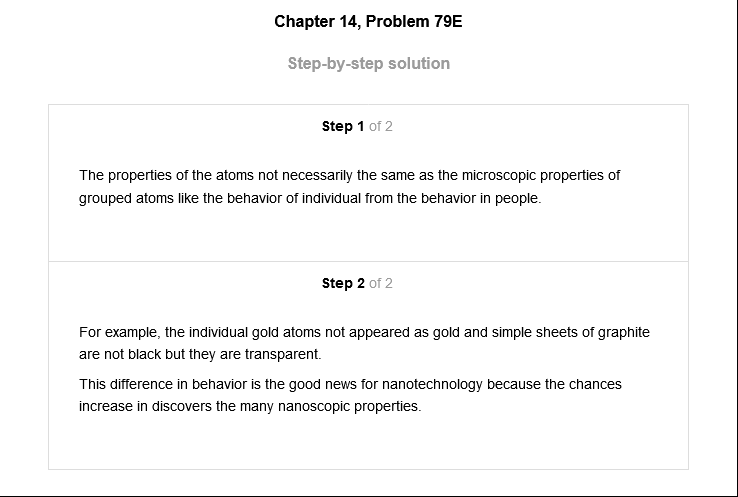 Chapter 14, Problem 79E
Step-by-step solution
Step 1 of 2
The properties of the atoms not necessarily the same as the microscopic properties of
grouped atoms like the behavior of individual from the behavior in people.
Step 2 of 2
For example, the individual gold atoms not appeared as gold and simple sheets of graphite
are not black but they are transparent.
This difference in behavior is the good news for nanotechnology because the chances
increase in discovers the many nanoscopic properties.